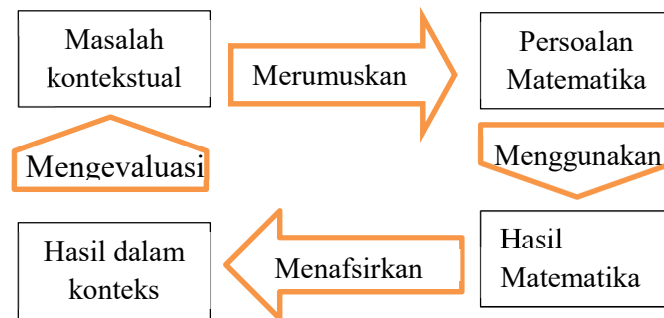 Masalah
kontekstual
Merumuskan
Persoalan
Matematika
Mengevaluasi
Menggunakan
Hasil dalam
konteks
Menafsirkan
Hasil
Matematika